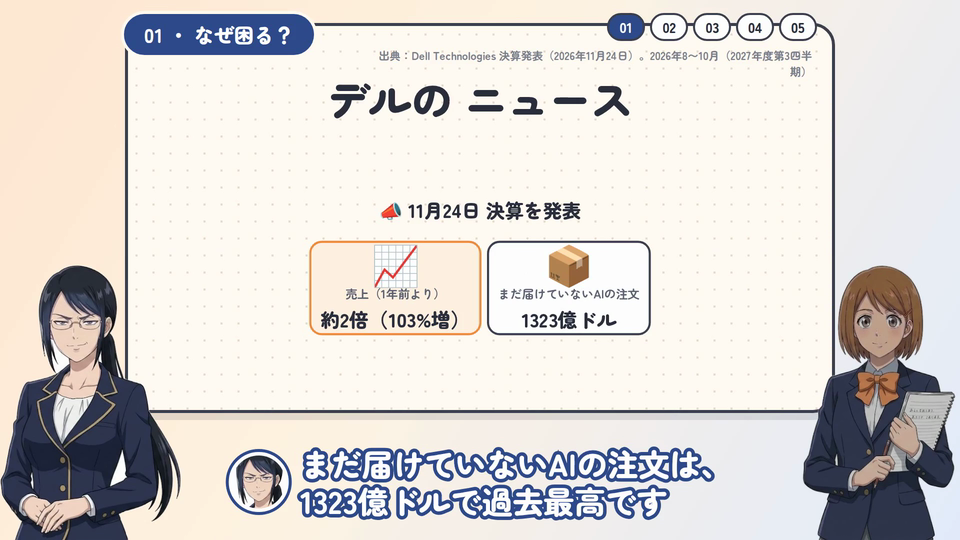 01 ・ なぜ困る？
01 02 03 04 05
出典：Dell Technologies 決算発表（2026年11月24日）。2026年8〜10月（2027年度第3四半
期）
デルの ニュース
11月24日 決算を発表
売上（1年前より）
約2倍（103%増）
まだ届けていないAIの注文
1323億ドル
まだ届けていないAIの注文は、
1323億ドルで過去最高です